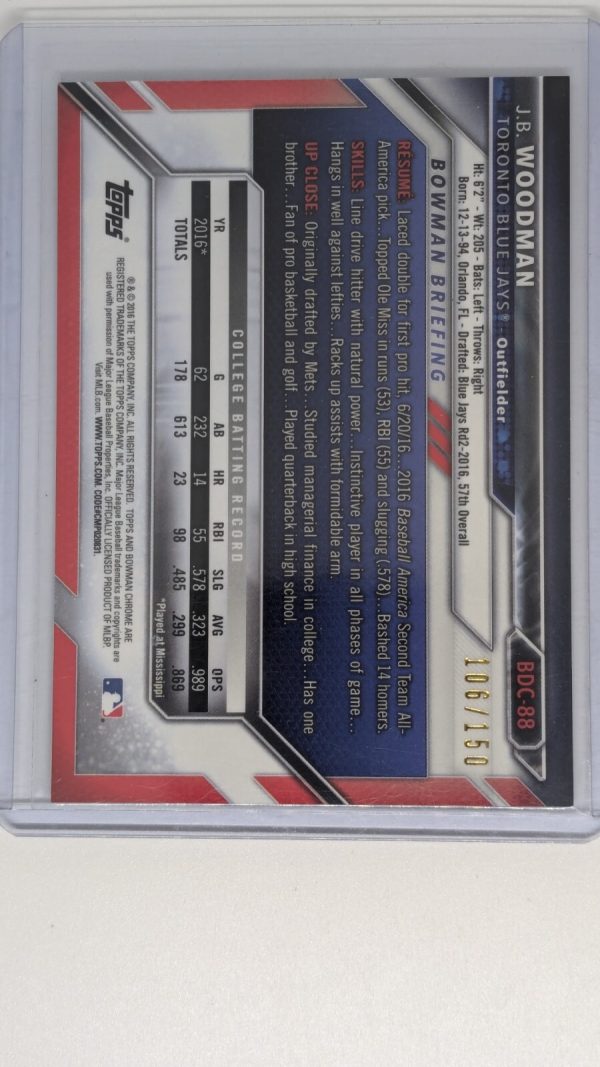 J.B. WOODMAN
TORONTO BLUE JAYS® Outfielder
BDC-88
Ht: 6'2" - Wt: 205 - Bats: Left - Throws: Right
Born: 12-13-94, Orlando, FL - Drafted: Blue Jays Rd2-2016, 57th Overall
106/150
BOWMAN BRIEFING
RÉSUMÉ: Laced double for first pro hit, 6/20/16...2016 Baseball America Second Team All-
America pick...Topped Ole Miss in runs (53), RBI (55) and slugging (.578)...Bashed 14 homers.
SKILLS: Line drive hitter with natural power...Instinctive player in all phases of game...
Hangs in well against lefties...Racks up assists with formidable arm.
UP CLOSE: Originally drafted by Mets...Studied managerial finance in college...Has one
brother...Fan of pro basketball and golf...Played quarterback in high school.
COLLEGE BATTING RECORD
YR G AB HR RBI SLG AVG OPS
2016* 62 232 14 55 .578 .323 .989
TOTALS 178 613 23 98 .485 .299 .869
*Played at Mississippi
topps®
® & © 2016 THE TOPPS COMPANY, INC. ALL RIGHTS RESERVED. TOPPS AND BOWMAN CHROME ARE
REGISTERED TRADEMARKS OF THE TOPPS COMPANY, INC. Major League Baseball trademarks and copyrights are
used with permission of Major League Baseball Properties, Inc. OFFICIALLY LICENSED PRODUCT OF MLBP.
Visit MLB.com. WWW.TOPPS.COM. CODE#CMP020831.